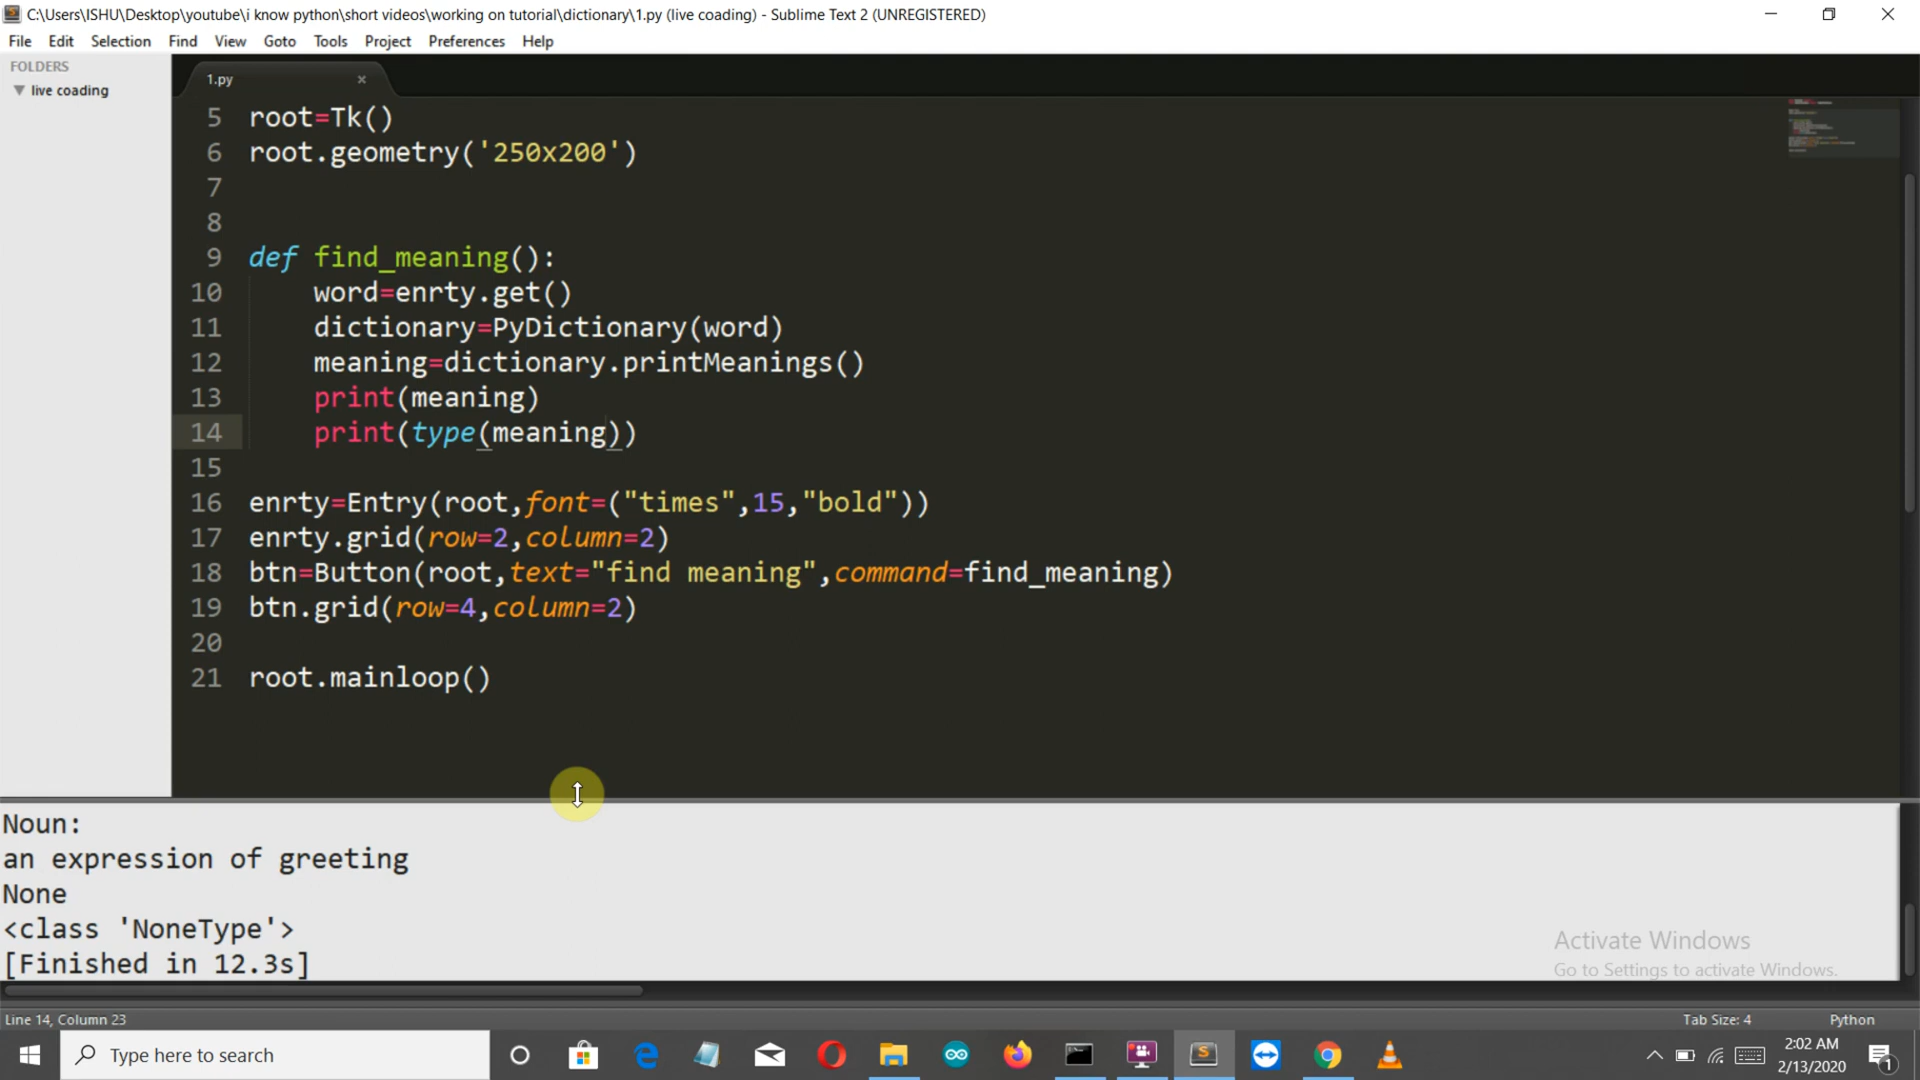 C:\Users\ISHU\Desktop\youtube\i know python\short videos\working on tutorial\dictionary\1.py (live coading) - Sublime Text 2 (UNREGISTERED)
File Edit Selection Find View Goto Tools Project Preferences Help
FOLDERS
live coading
1.py
5 root=Tk()
6 root.geometry('250x200')
7
8
9 def find_meaning():
10 word=enrty.get()
11 dictionary=PyDictionary(word)
12 meaning=dictionary.printMeanings()
13 print(meaning)
14 print(type(meaning))
15
16 enrty=Entry(root,font=("times",15,"bold"))
17 enrty.grid(row=2,column=2)
18 btn=Button(root,text="find meaning",command=find_meaning)
19 btn.grid(row=4,column=2)
20
21 root.mainloop()
Noun:
an expression of greeting
None
<class 'NoneType'>
[Finished in 12.3s]
Activate Windows
Go to Settings to activate Windows.
Line 14, Column 23
Tab Size: 4 Python
Type here to search
2:02 AM
2/13/2020
1